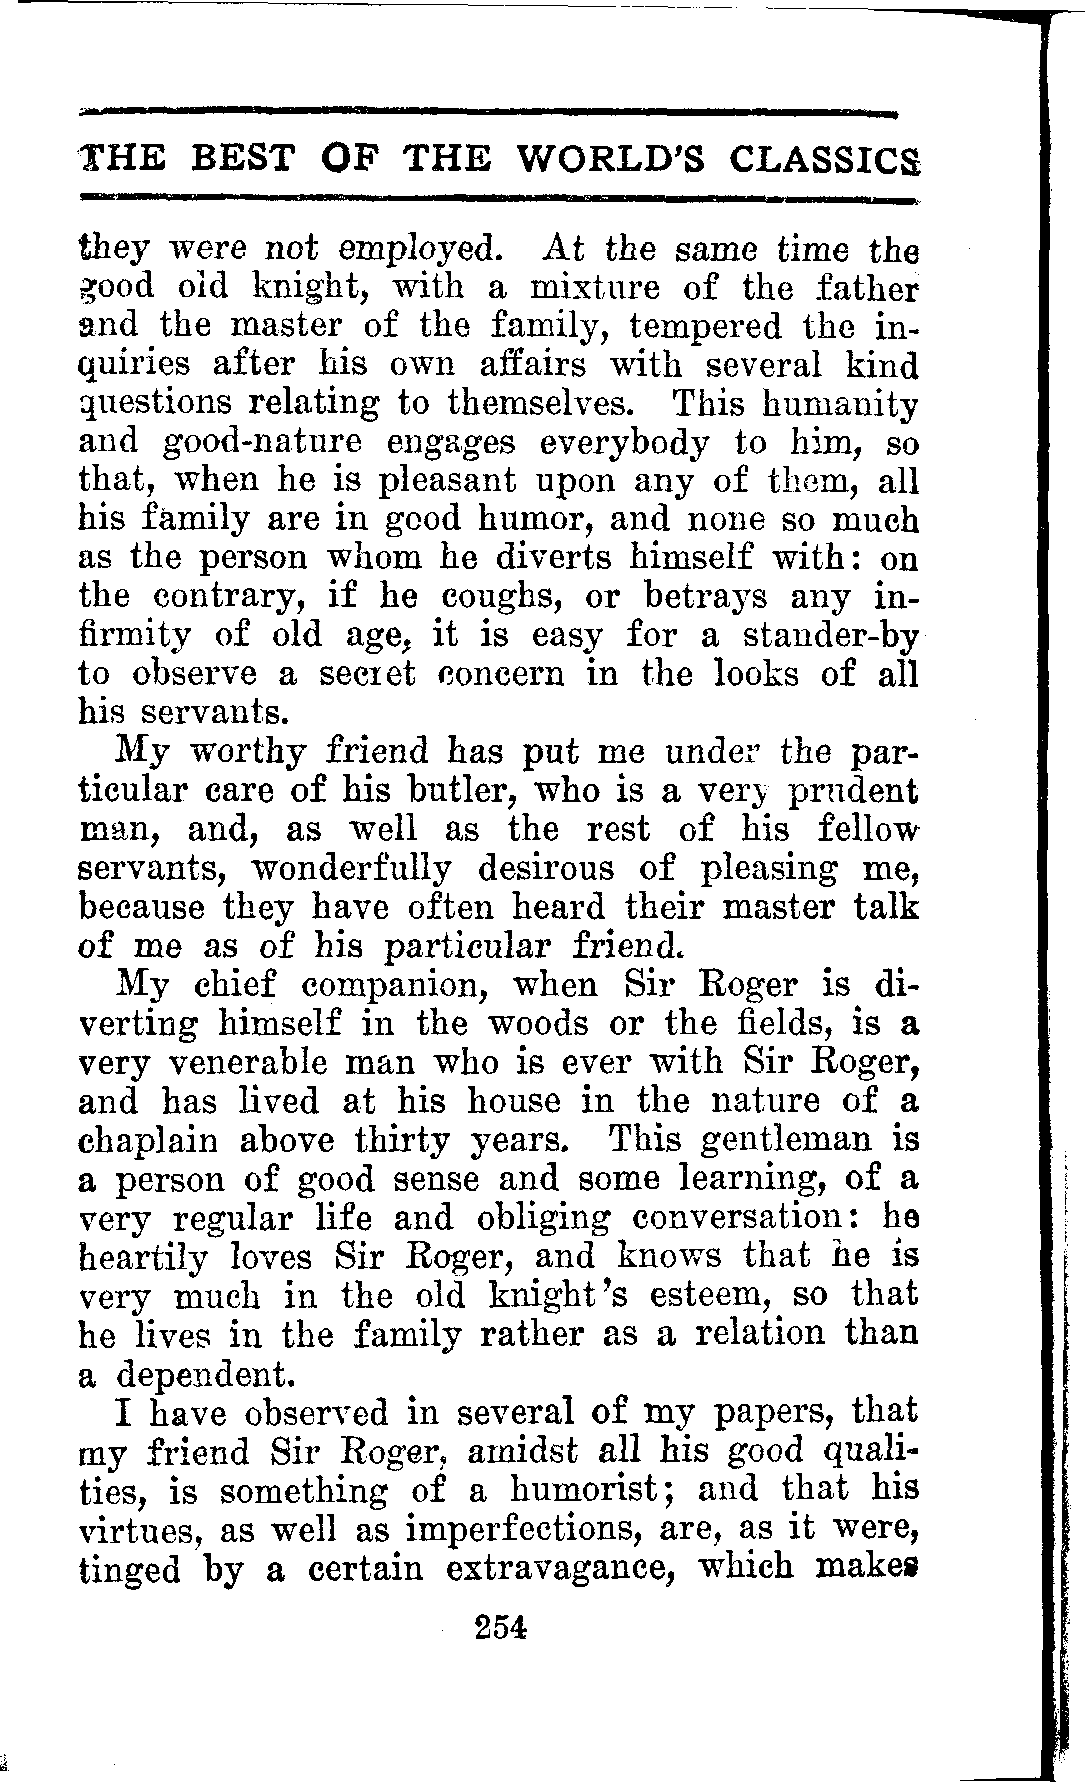 THE BEST OF THE WORLD'S CLASSICS
they were not employed. At the same time the
good old knight, with a mixture of the father
and the master of the family, tempered the in-
quiries after his own affairs with several kind
questions relating to themselves. This humanity
and good-nature engages everybody to him, so
that, when he is pleasant upon any of them, all
his family are in good humor, and none so much
as the person whom he diverts himself with: on
the contrary, if he coughs, or betrays any in-
firmity of old age, it is easy for a stander-by
to observe a secret concern in the looks of all
his servants.
My worthy friend has put me under the par-
ticular care of his butler, who is a very prudent
man, and, as well as the rest of his fellow
servants, wonderfully desirous of pleasing me,
because they have often heard their master talk
of me as of his particular friend.
My chief companion, when Sir Roger is di-
verting himself in the woods or the fields, is a
very venerable man who is ever with Sir Roger,
and has lived at his house in the nature of a
chaplain above thirty years. This gentleman is
a person of good sense and some learning, of a
very regular life and obliging conversation: he
heartily loves Sir Roger, and knows that he is
very much in the old knight's esteem, so that
he lives in the family rather as a relation than
a dependent.
I have observed in several of my papers, that
my friend Sir Roger, amidst all his good quali-
ties, is something of a humorist; and that his
virtues, as well as imperfections, are, as it were,
tinged by a certain extravagance, which makes
254